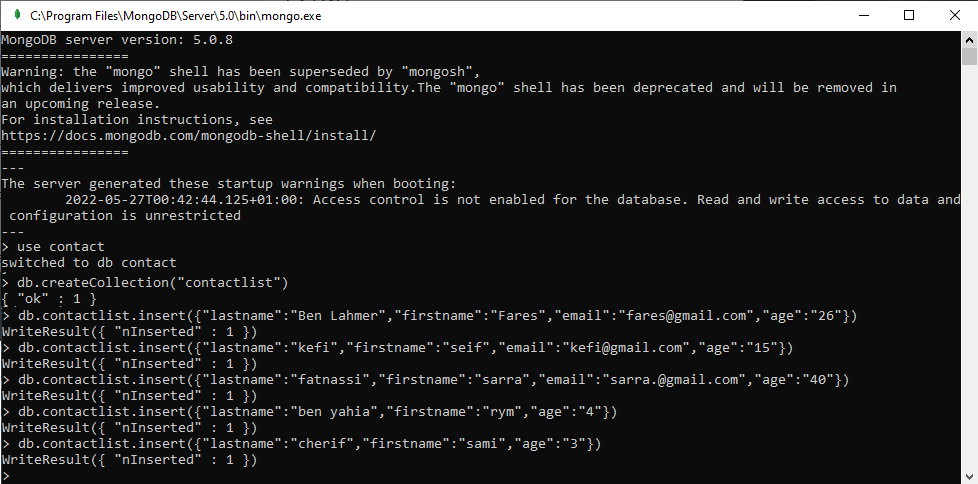 C:\Program Files\MongoDB\Server\5.0\bin\mongo.exe
MongoDB server version: 5.0.8
================
Warning: the "mongo" shell has been superseded by "mongosh",
which delivers improved usability and compatibility.The "mongo" shell has been deprecated and will be removed in
an upcoming release.
For installation instructions, see
https://docs.mongodb.com/mongodb-shell/install/
================
---
The server generated these startup warnings when booting:
        2022-05-27T00:42:44.125+01:00: Access control is not enabled for the database. Read and write access to data and
 configuration is unrestricted
---
> use contact
switched to db contact
> db.createCollection("contactlist")
{ "ok" : 1 }
> db.contactlist.insert({"lastname":"Ben Lahmer","firstname":"Fares","email":"fares@gmail.com","age":"26"})
WriteResult({ "nInserted" : 1 })
> db.contactlist.insert({"lastname":"kefi","firstname":"seif","email":"kefi@gmail.com","age":"15"})
WriteResult({ "nInserted" : 1 })
> db.contactlist.insert({"lastname":"fatnassi","firstname":"sarra","email":"sarra.@gmail.com","age":"40"})
WriteResult({ "nInserted" : 1 })
> db.contactlist.insert({"lastname":"ben yahia","firstname":"rym","age":"4"})
WriteResult({ "nInserted" : 1 })
> db.contactlist.insert({"lastname":"cherif","firstname":"sami","age":"3"})
WriteResult({ "nInserted" : 1 })
>